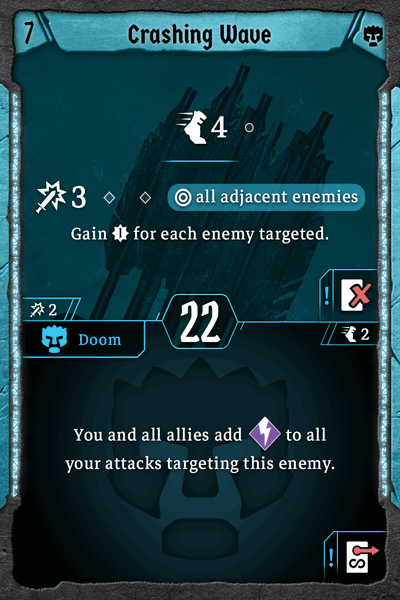 7 Crashing Wave
4
3 all adjacent enemies
Gain for each enemy targeted.
!
2
22
Doom
2
You and all allies add to all
your attacks targeting this enemy.
!